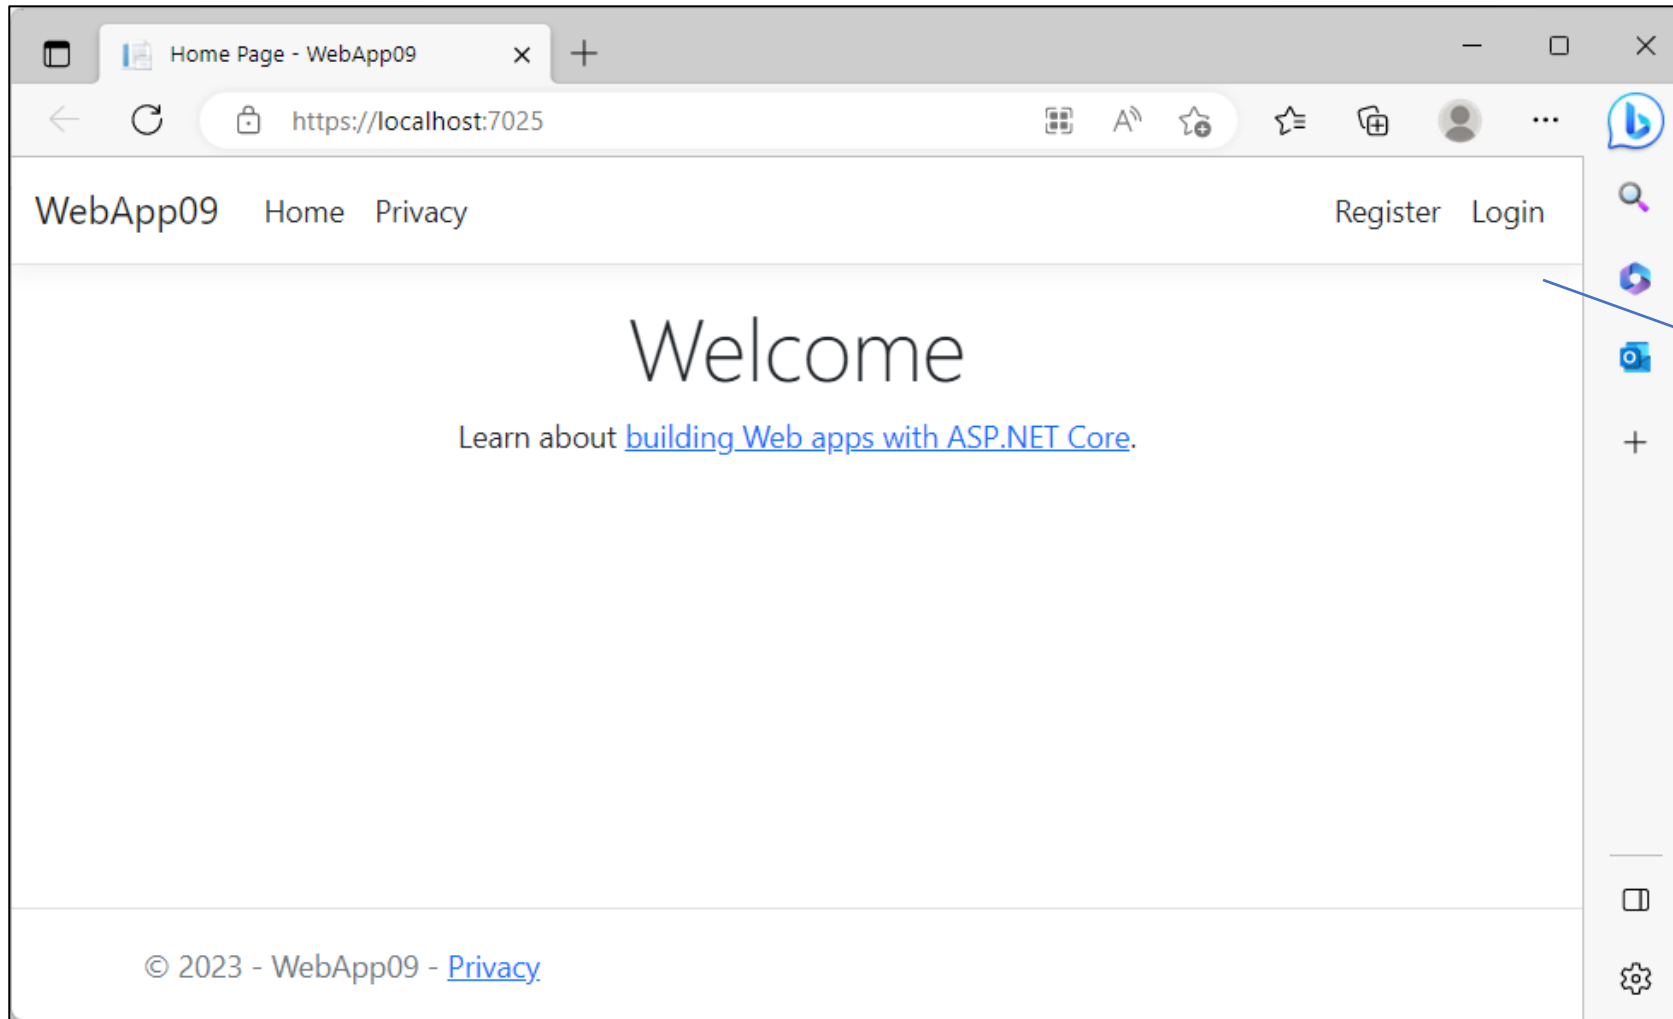 Home Page - WebApp09
https://localhost:7025
WebApp09 Home Privacy Register Login
Welcome
Learn about building Web apps with ASP.NET Core.
© 2023 - WebApp09 - Privacy